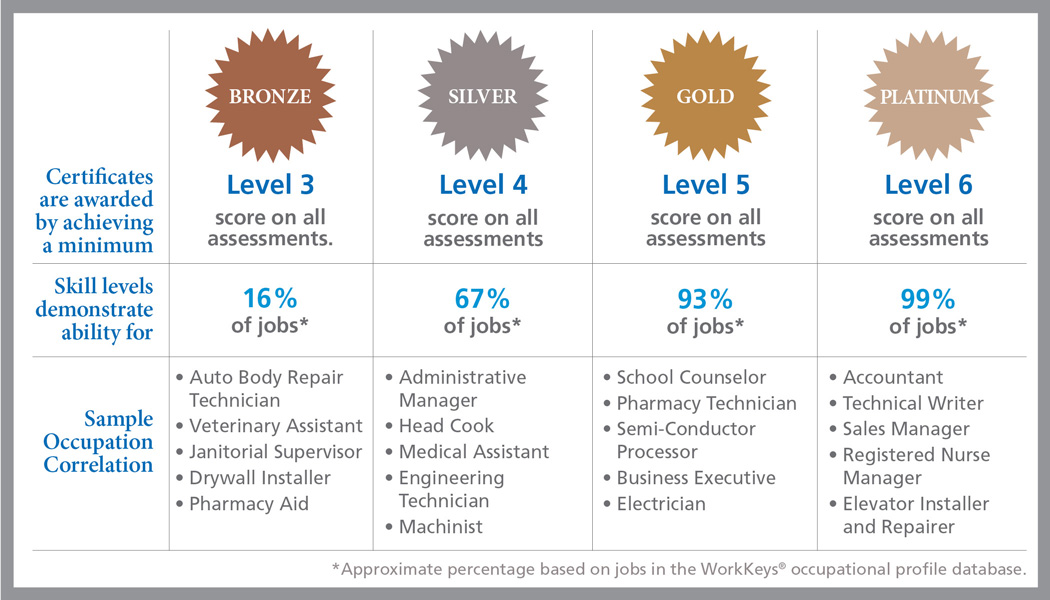 BRONZE
SILVER
GOLD
PLATINUM
Certificates
are awarded
by achieving
a minimum
Level 3
score on all
assessments.
Level 4
score on all
assessments
Level 5
score on all
assessments
Level 6
score on all
assessments
Skill levels
demonstrate
ability for
16%
of jobs*
67%
of jobs*
93%
of jobs*
99%
of jobs*
Sample
Occupation
Correlation
• Auto Body Repair
Technician
• Veterinary Assistant
• Janitorial Supervisor
• Drywall Installer
• Pharmacy Aid
• Administrative
Manager
• Head Cook
• Medical Assistant
• Engineering
Technician
• Machinist
• School Counselor
• Pharmacy Technician
• Semi-Conductor
Processor
• Business Executive
• Electrician
• Accountant
• Technical Writer
• Sales Manager
• Registered Nurse
Manager
• Elevator Installer
and Repairer
*Approximate percentage based on jobs in the WorkKeys® occupational profile database.